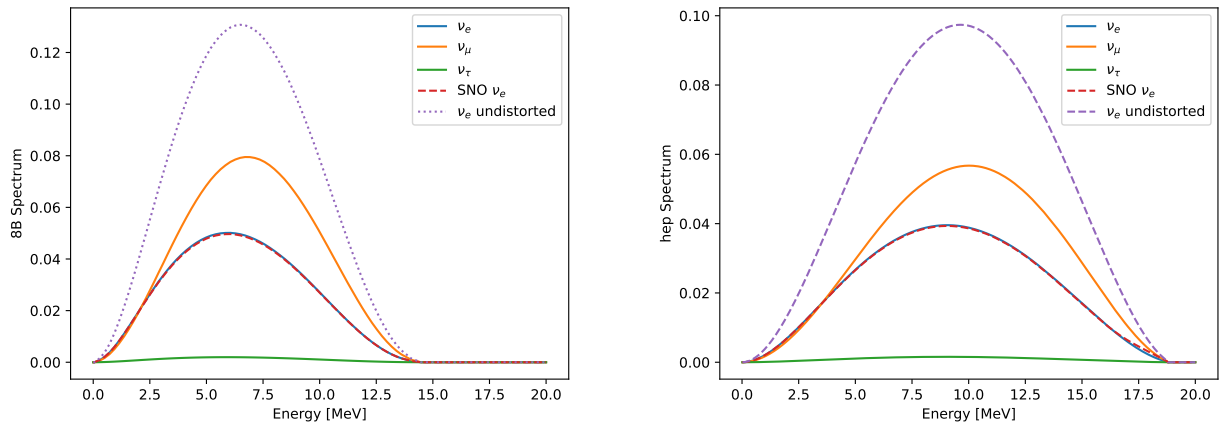 8B Spectrum
0.12
0.10
0.08
0.06
0.04
0.02
0.00
0.0 2.5 5.0 7.5 10.0 12.5 15.0 17.5 20.0
Energy [MeV]
νe
νμ
ντ
SNO νe
νe undistorted
hep Spectrum
0.10
0.08
0.06
0.04
0.02
0.00
0.0 2.5 5.0 7.5 10.0 12.5 15.0 17.5 20.0
Energy [MeV]
νe
νμ
ντ
SNO νe
νe undistorted